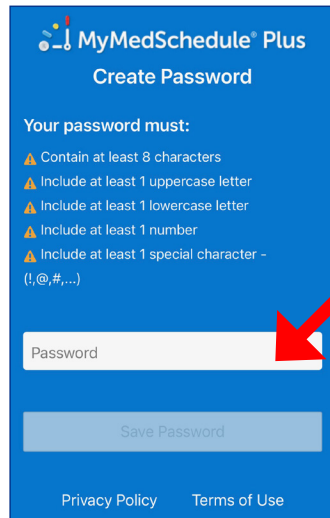 MyMedSchedule® Plus
Create Password
Your password must:
Contain at least 8 characters
Include at least 1 uppercase letter
Include at least 1 lowercase letter
Include at least 1 number
Include at least 1 special character -
(!,@,#,...)
Password
Save Password
Privacy Policy Terms of Use